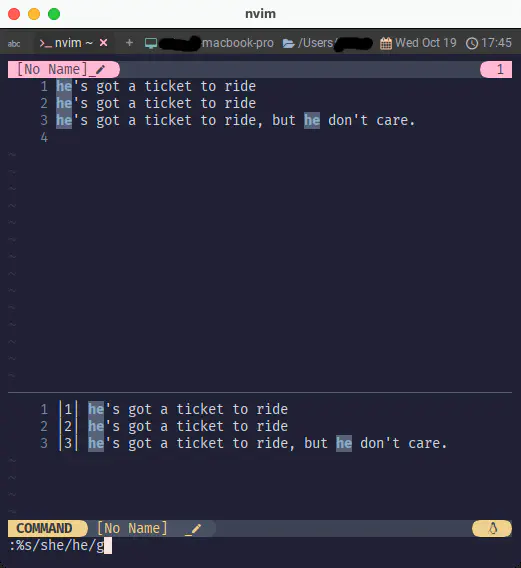 nvim
abc >_ nvim ~ × + macbook-pro /Users/ Wed Oct 19 17:45
[No Name] 1
1 he's got a ticket to ride
2 he's got a ticket to ride
3 he's got a ticket to ride, but he don't care.
4
~
~
~
~
~
~
~
~
~
~
~
~
~
~
1 |1| he's got a ticket to ride
2 |2| he's got a ticket to ride
3 |3| he's got a ticket to ride, but he don't care.
~
~
~
~
COMMAND [No Name]
:%s/she/he/g